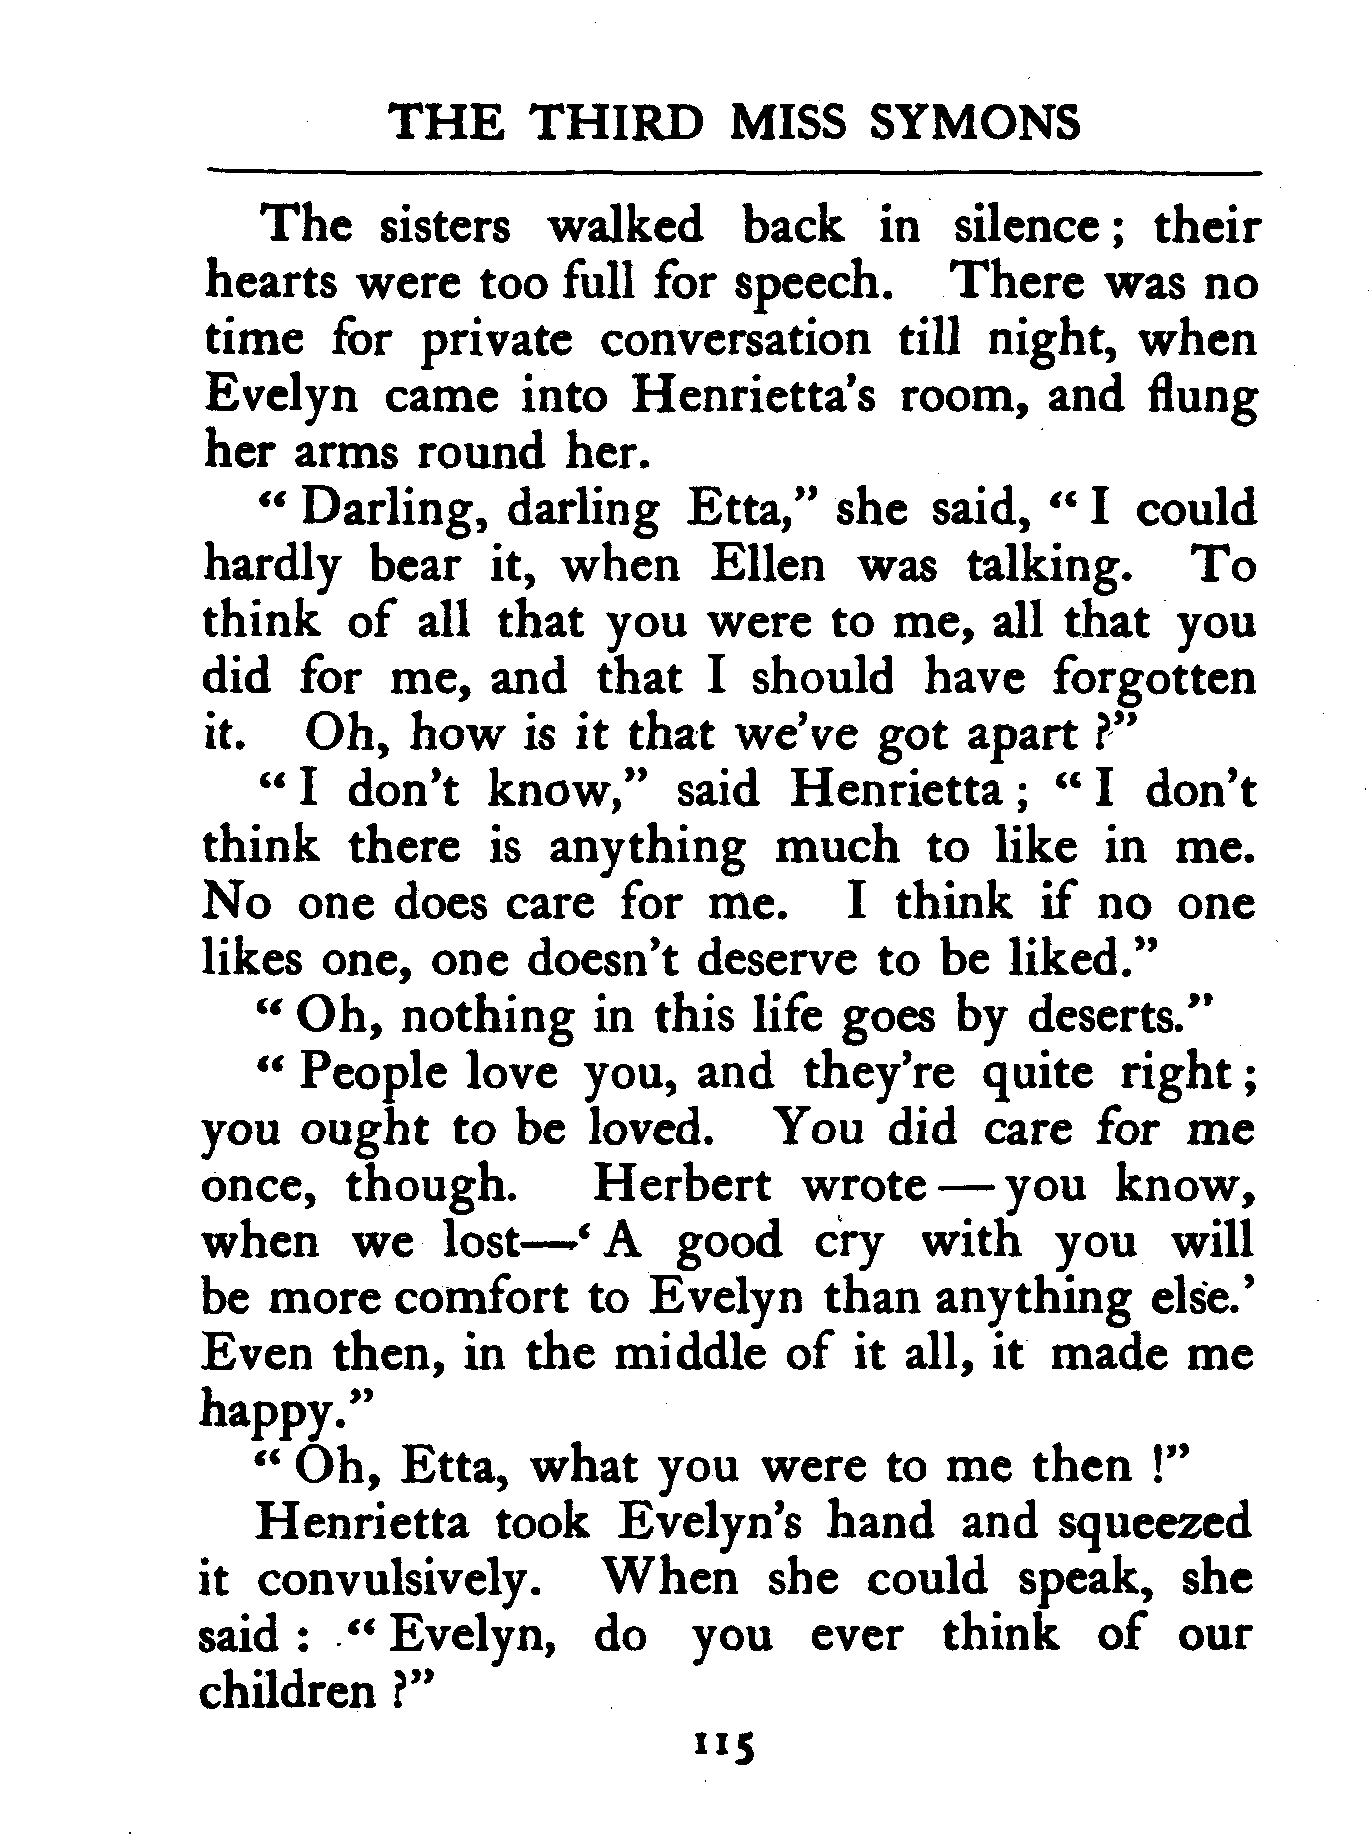 THE THIRD MISS SYMONS
The sisters walked back in silence; their
hearts were too full for speech. There was no
time for private conversation till night, when
Evelyn came into Henrietta's room, and flung
her arms round her.
"Darling, darling Etta," she said, "I could
hardly bear it, when Ellen was talking. To
think of all that you were to me, all that you
did for me, and that I should have forgotten
it. Oh, how is it that we've got apart?"
"I don't know," said Henrietta; "I don't
think there is anything much to like in me.
No one does care for me. I think if no one
likes one, one doesn't deserve to be liked."
"Oh, nothing in this life goes by deserts."
"People love you, and they're quite right;
you ought to be loved. You did care for me
once, though. Herbert wrote—you know,
when we lost—'A good cry with you will
be more comfort to Evelyn than anything else.'
Even then, in the middle of it all, it made me
happy."
"Oh, Etta, what you were to me then!"
Henrietta took Evelyn's hand and squeezed
it convulsively. When she could speak, she
said: "Evelyn, do you ever think of our
children?"
115